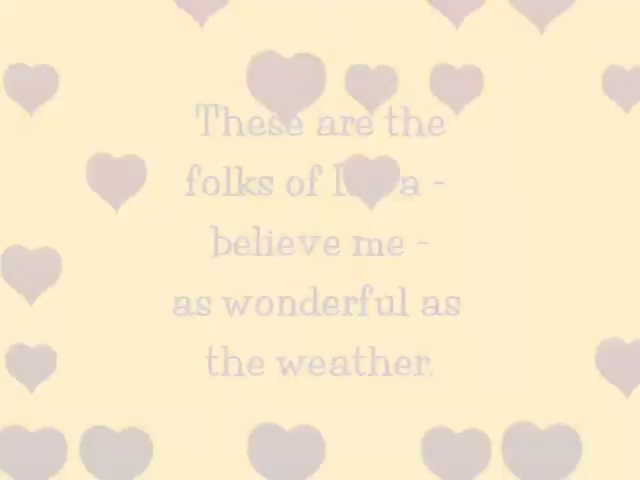 These are the
folks of -
believe me -
as wonderful as
the weather.